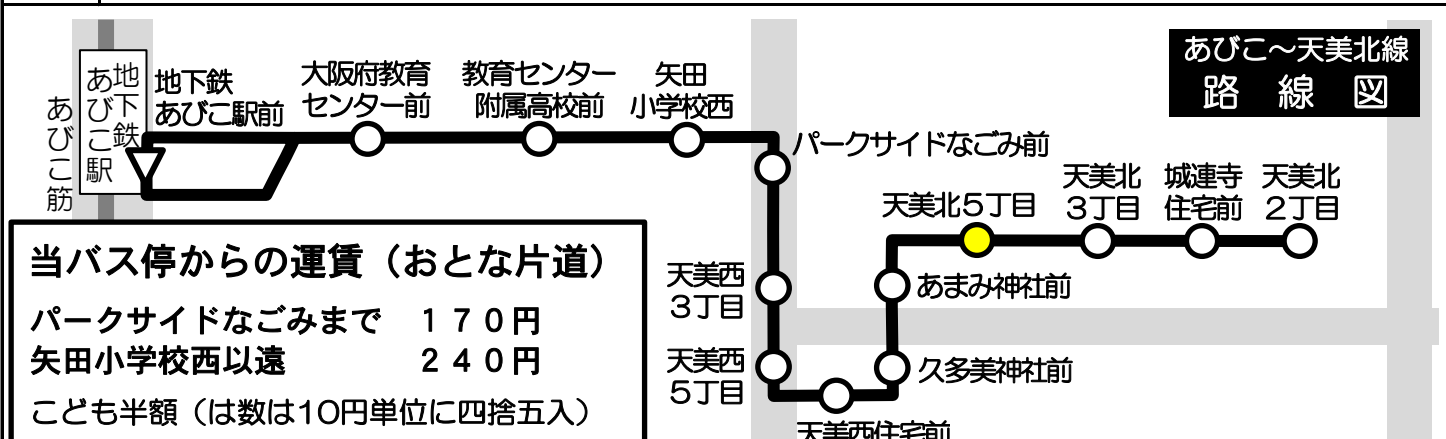 あびこ～天美北線
路線図
あびこ筋
地下鉄
あびこ駅
地下鉄
あびこ駅前
大阪府教育
センター前
教育センター
附属高校前
矢田
小学校西
パークサイドなごみ前
天美西
3丁目
天美西
5丁目
天美西住宅前
久多美神社前
あまみ神社前
天美北5丁目
天美北
3丁目
城連寺
住宅前
天美北
2丁目
当バス停からの運賃（おとな片道）
パークサイドなごみまで　１７０円
矢田小学校西以遠　２４０円
こども半額（は数は10円単位に四捨五入）